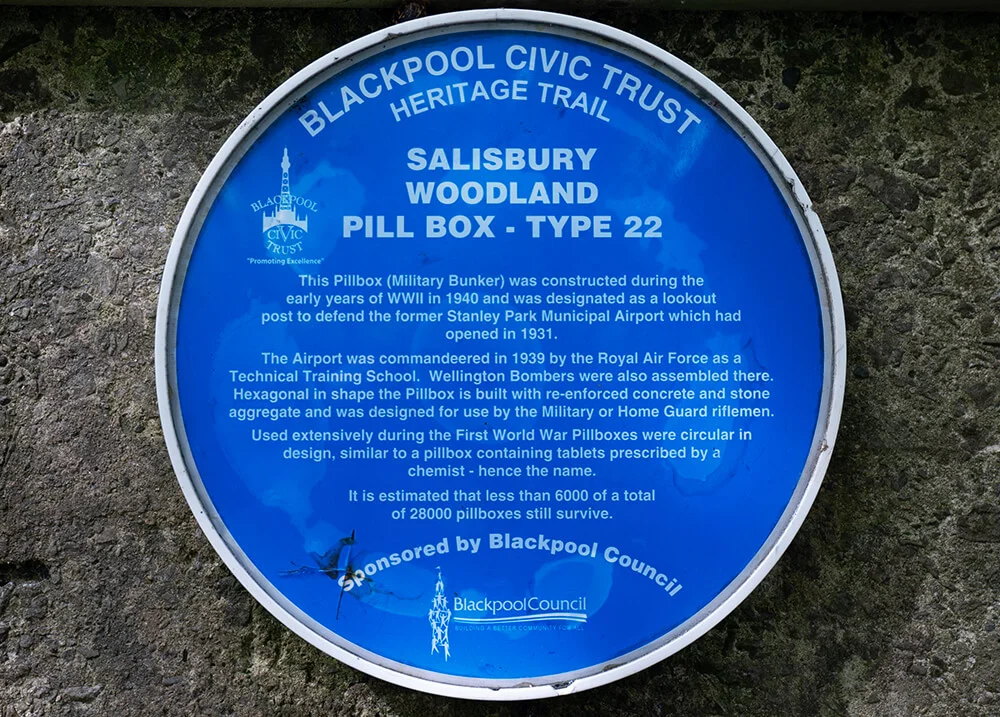 BLACKPOOL CIVIC TRUST
HERITAGE TRAIL
SALISBURY
WOODLAND
PILL BOX - TYPE 22
BLACKPOOL
CIVIC
TRUST
"Promoting Excellence"
This Pillbox (Military Bunker) was constructed during the
early years of WWII in 1940 and was designated as a lookout
post to defend the former Stanley Park Municipal Airport which had
opened in 1931.
The Airport was commandeered in 1939 by the Royal Air Force as a
Technical Training School. Wellington Bombers were also assembled there.
Hexagonal in shape the Pillbox is built with re-enforced concrete and stone
aggregate and was designed for use by the Military or Home Guard riflemen.
Used extensively during the First World War Pillboxes were circular in
design, similar to a pillbox containing tablets prescribed by a
chemist - hence the name.
It is estimated that less than 6000 of a total
of 28000 pillboxes still survive.
Sponsored by Blackpool Council
BlackpoolCouncil
BUILDING A BETTER COMMUNITY FOR ALL